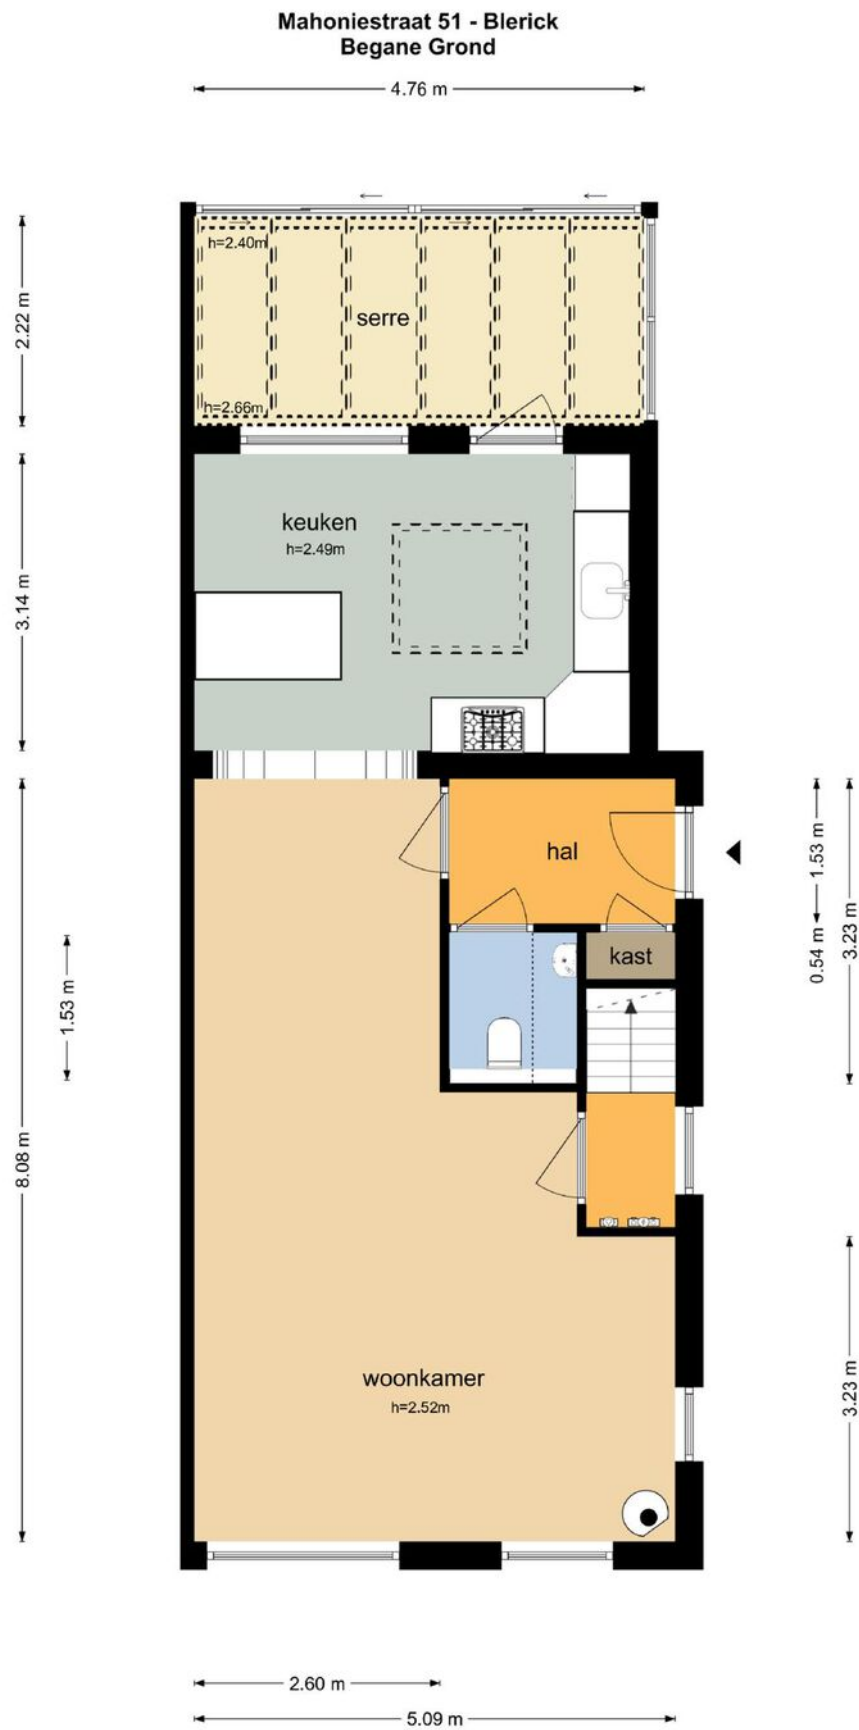 Mahoniestraat 51 - Blerick
Begane Grond
4.76 m
h=2.40m
serre
2.22 m
h=2.66m
keuken
h=2.49m
3.14 m
hal
1.53 m
3.23 m
kast
0.54 m
1.53 m
8.08 m
woonkamer
h=2.52m
3.23 m
2.60 m
5.09 m